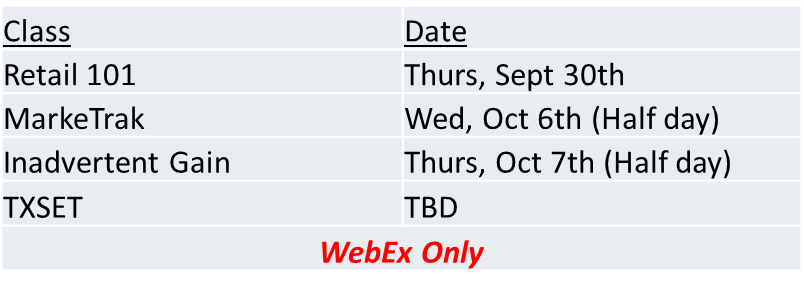 Class Date
Retail 101 Thurs, Sept 30th
MarkeTrak Wed, Oct 6th (Half day)
Inadvertent Gain Thurs, Oct 7th (Half day)
TXSET TBD
WebEx Only